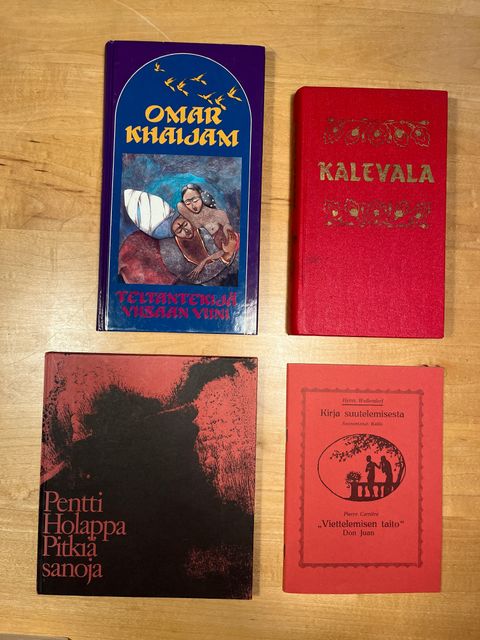 OMAR
KHAIJAM
TELTANTEKIJÄ
VIISAAN VIINI
KALEVALA
Pentti
Holappa
Pitkiä
sanoja
Kirja suutelemisesta
Suomentanut
Pierre Carrière
„Viettelemisen taito"
Don Juan